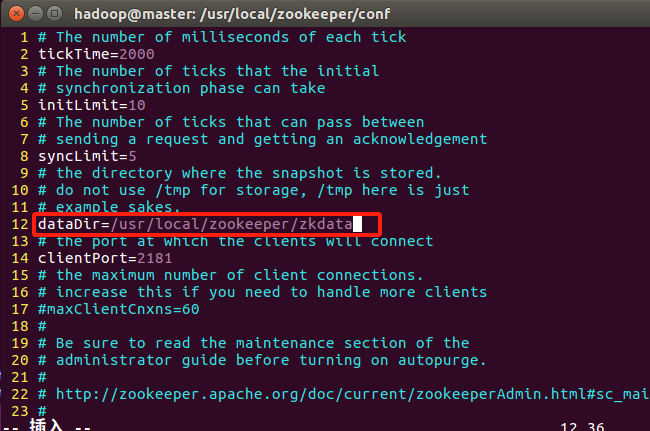 hadoop@master: /usr/local/zookeeper/conf
1 # The number of milliseconds of each tick
2 tickTime=2000
3 # The number of ticks that the initial
4 # synchronization phase can take
5 initLimit=10
6 # The number of ticks that can pass between
7 # sending a request and getting an acknowledgement
8 syncLimit=5
9 # the directory where the snapshot is stored.
10 # do not use /tmp for storage, /tmp here is just
11 # example sakes.
12 dataDir=/usr/local/zookeeper/zkdata
13 # the port at which the clients will connect
14 clientPort=2181
15 # the maximum number of client connections.
16 # increase this if you need to handle more clients
17 #maxClientCnxns=60
18 #
19 # Be sure to read the maintenance section of the
20 # administrator guide before turning on autopurge.
21 #
22 # http://zookeeper.apache.org/doc/current/zookeeperAdmin.html#sc_mai
23 #
-- 插入 -- 12,36